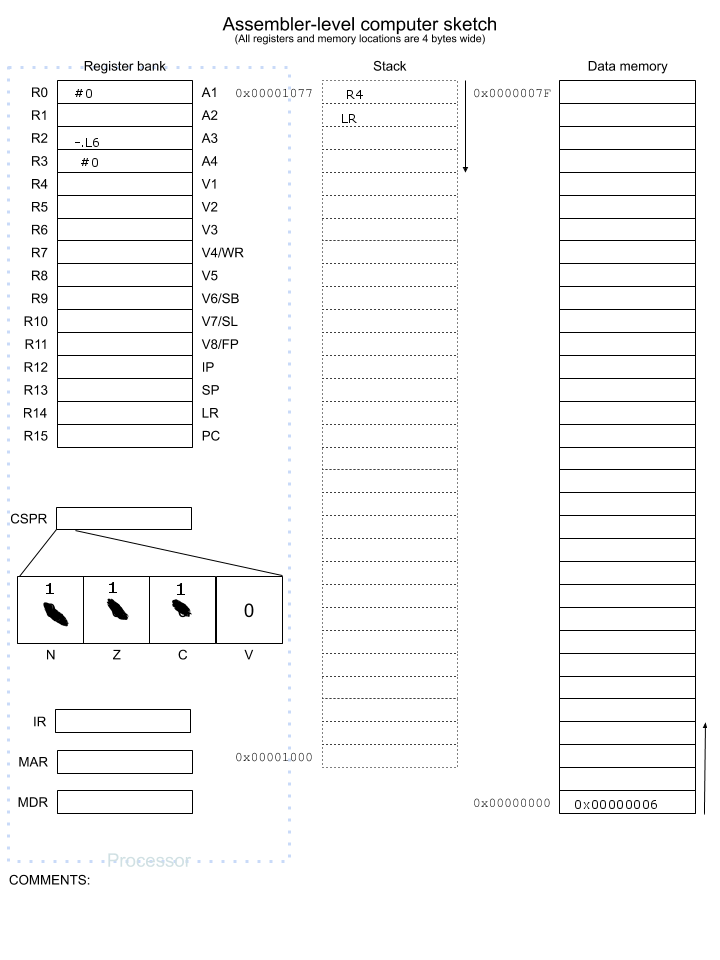 Assembler-level computer sketch
(All registers and memory locations are 4 bytes wide)
Register bank
Stack
Data memory
R0 #0 A1 0x00001077 R4 0x0000007F
R1 A2 LR
R2 -.L6 A3
R3 #0 A4
R4 V1
R5 V2
R6 V3
R7 V4/WR
R8 V5
R9 V6/SB
R10 V7/SL
R11 V8/FP
R12 IP
R13 SP
R14 LR
R15 PC
CSPR
1 1 1
0
N Z C V
IR
MAR 0x00001000
MDR 0x00000000 0x00000006
Processor
COMMENTS: